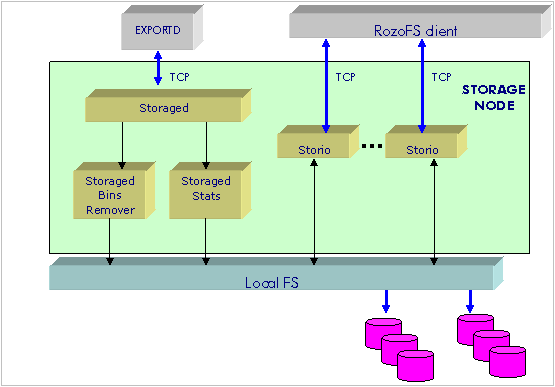 EXPORTD
RozoFS client
TCP
TCP
TCP
STORAGE
NODE
Storaged
Storio
...
Storio
Storaged
Bins
Remover
Storaged
Stats
Local FS